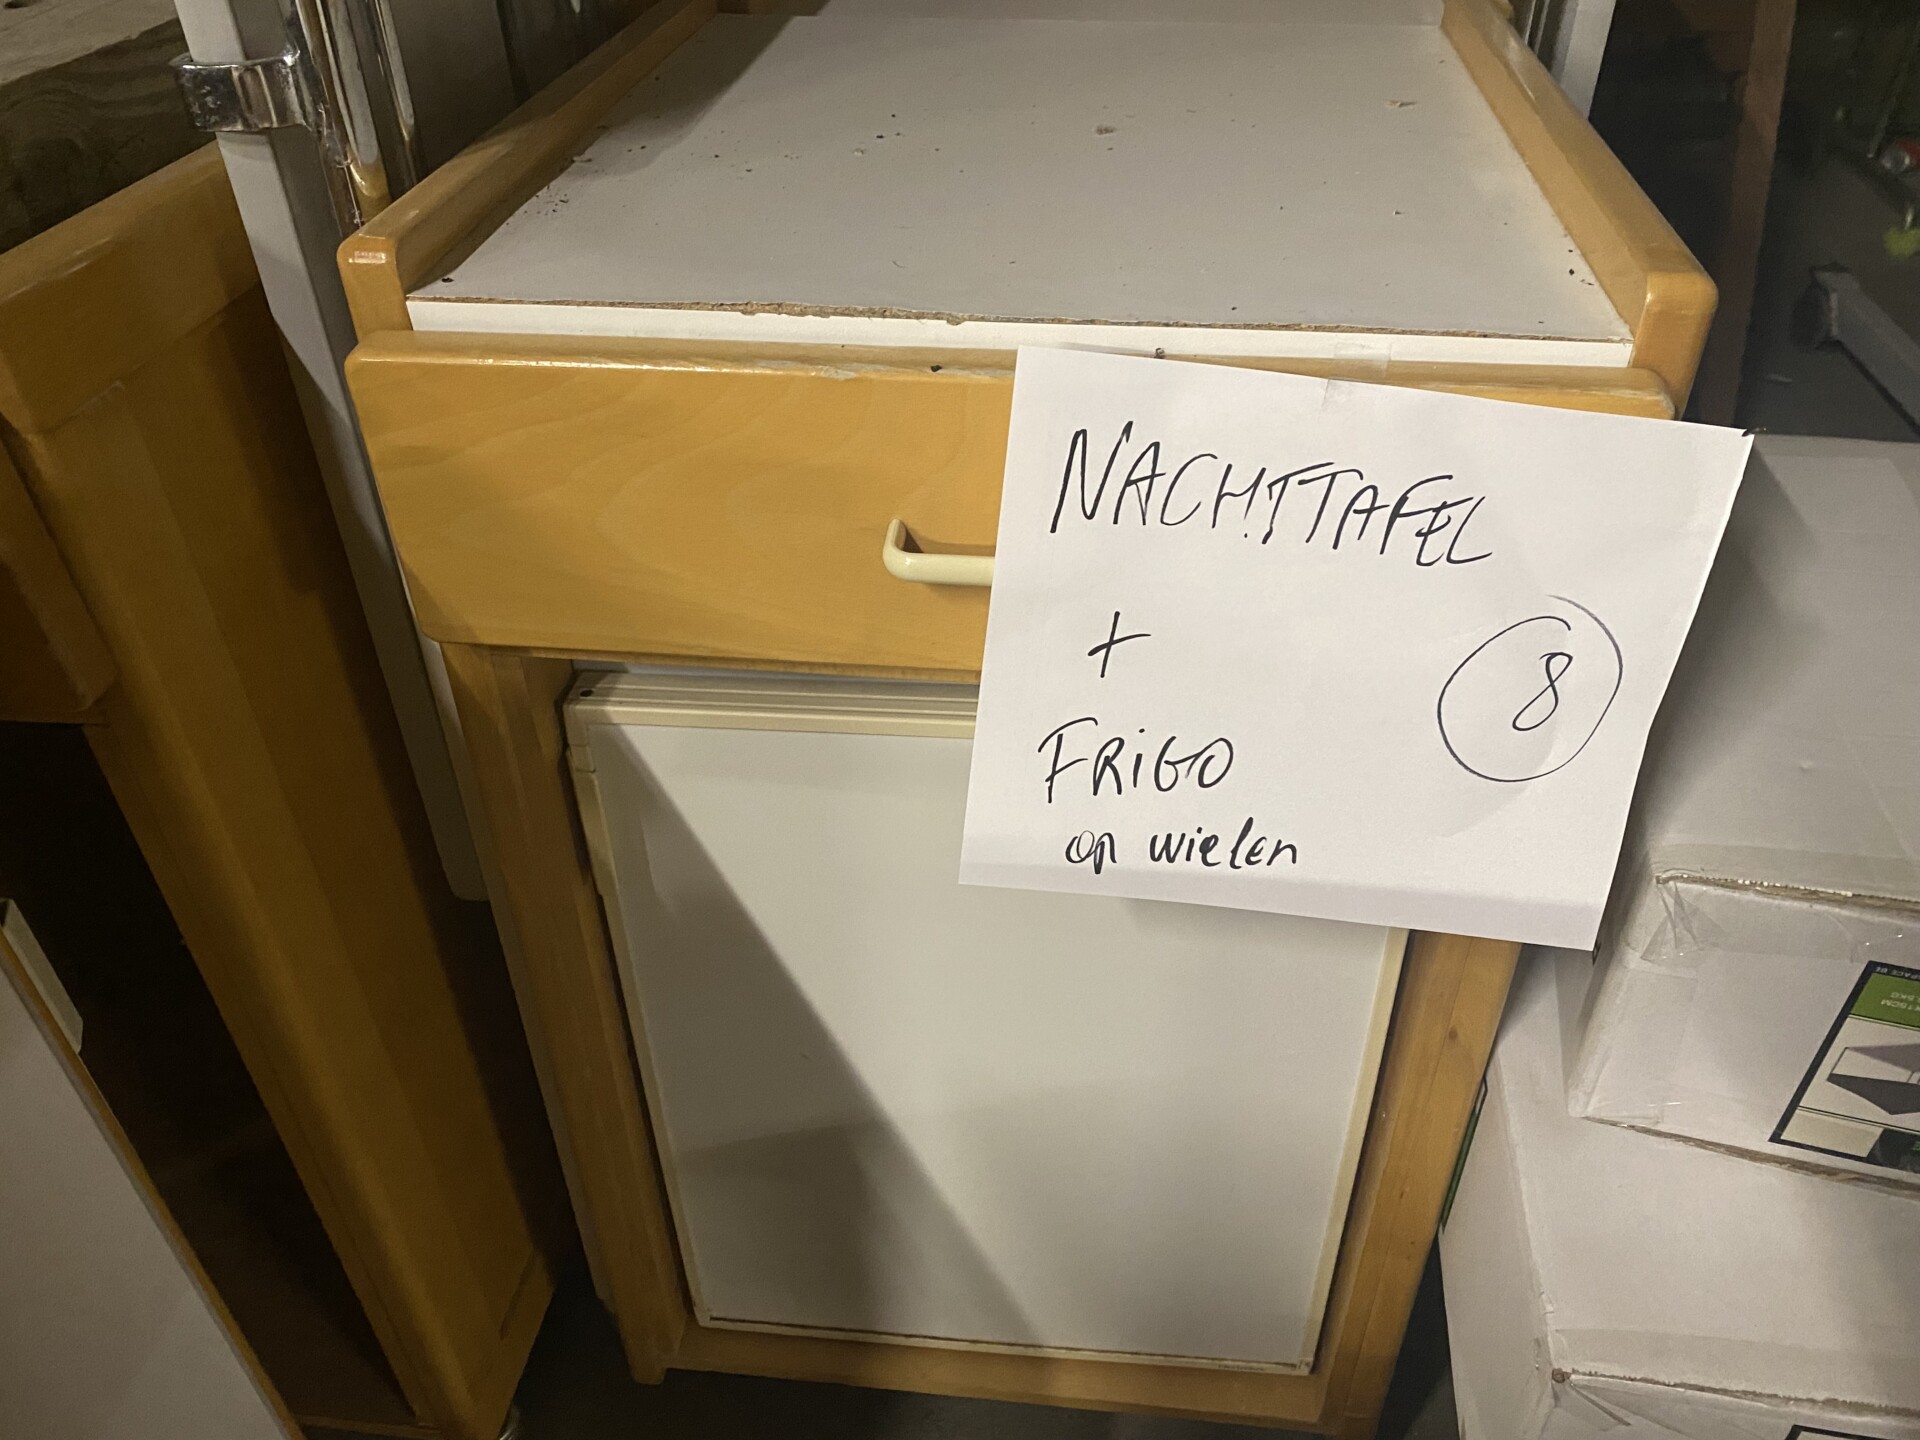 NACHTTAFEL
+
8
FRIGO
op wielen